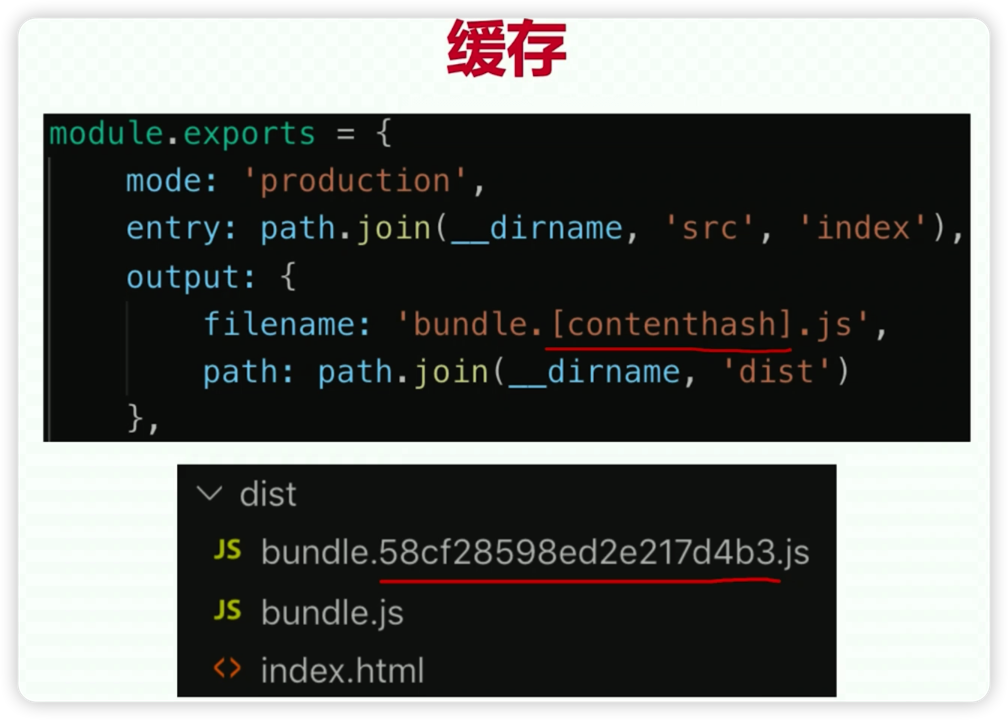 缓存
module.exports = {
mode: 'production',
entry: path.join(__dirname, 'src', 'index'),
output: {
filename: 'bundle.[contenthash].js',
path: path.join(__dirname, 'dist')
},
dist
JS bundle.58cf28598ed2e217d4b3.js
JS bundle.js
<> index.html